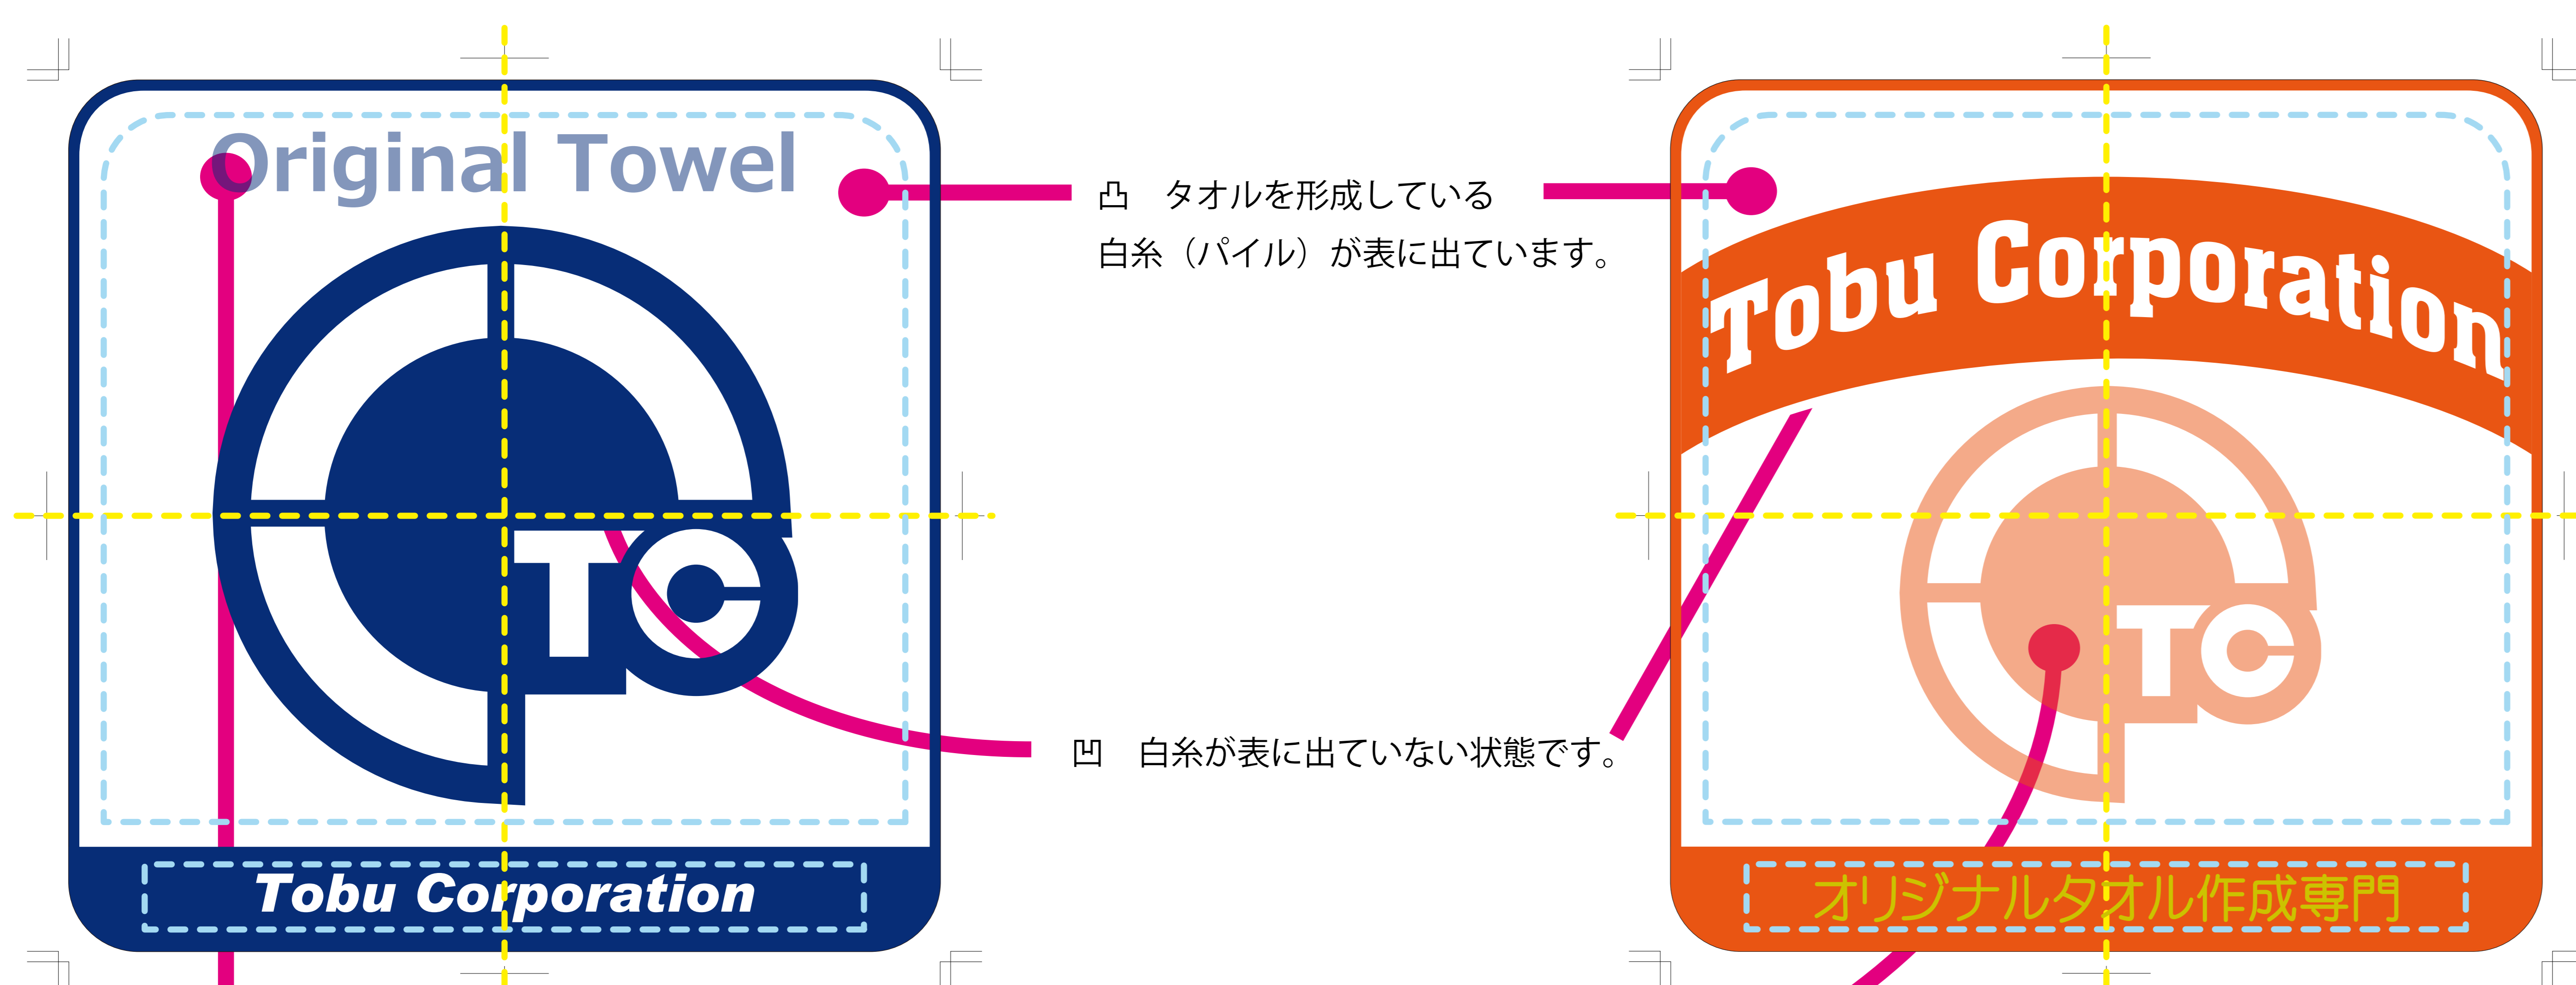 Original Towel
TC
Tobu Corporation
凸　タオルを形成している
白糸（パイル）が表に出ています。
凹　白糸が表に出ていない状態です。
Tobu Corporation
TC
オリジナルタオル作成専門